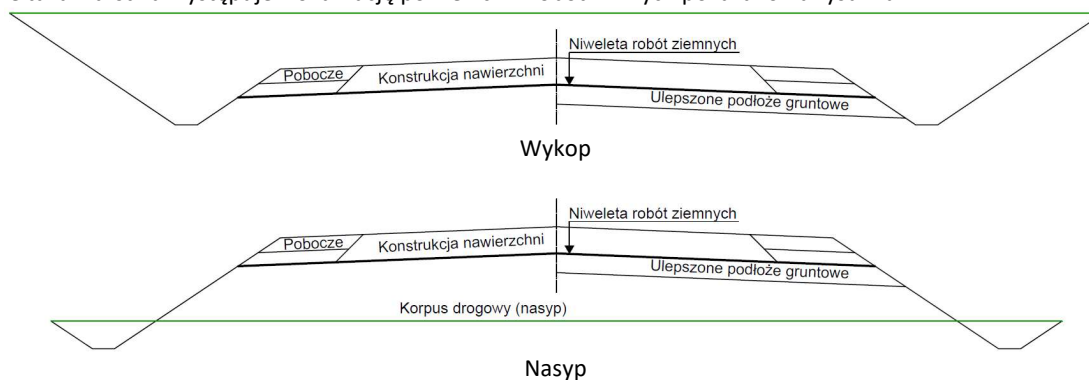 Niweleta robót ziemnych
Pobocze
Konstrukcja nawierzchni
Ulepszone podłoże gruntowe
Wykop
Niweleta robót ziemnych
Pobocze
Konstrukcja nawierzchni
Ulepszone podłoże gruntowe
Korpus drogowy (nasyp)
Nasyp